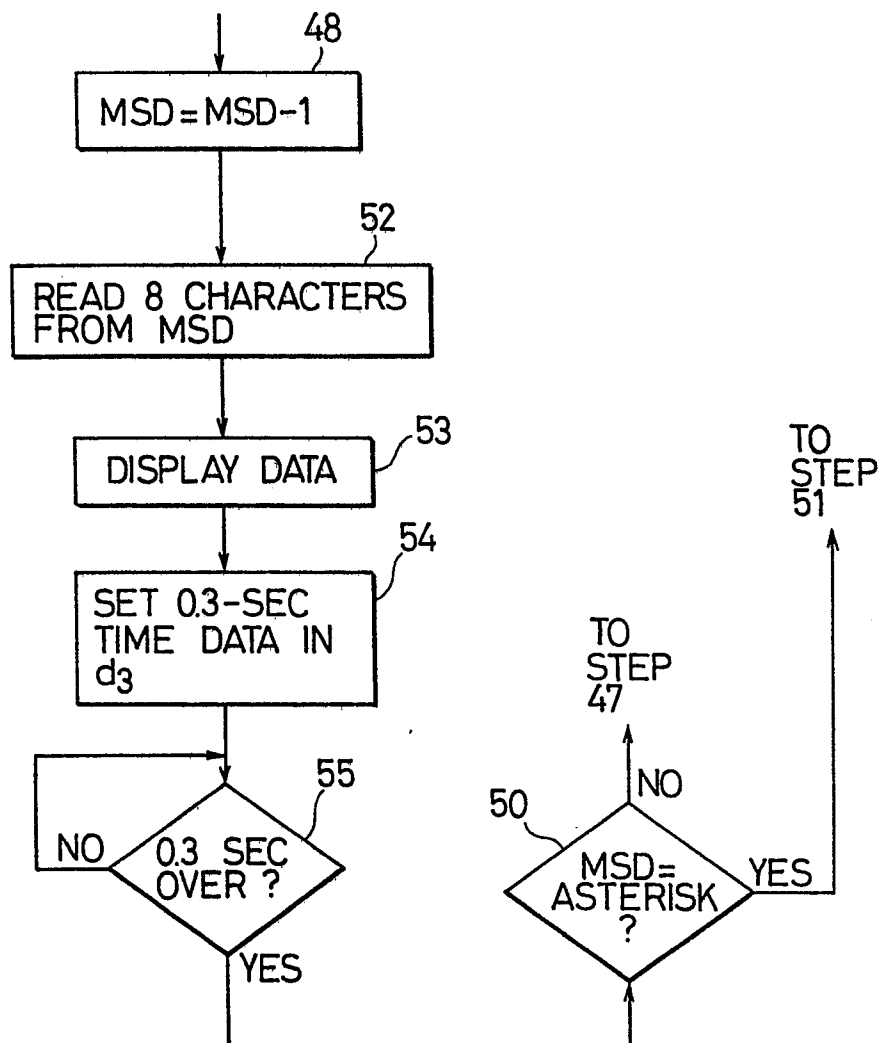 48
MSD=MSD-1
52
READ 8 CHARACTERS
FROM MSD
53
DISPLAY DATA
54
SET 0.3-SEC
TIME DATA IN
d3
55
0.3 SEC
OVER ?
NO
YES
TO
STEP
47
NO
50
MSD=
ASTERISK
?
YES
TO
STEP
51